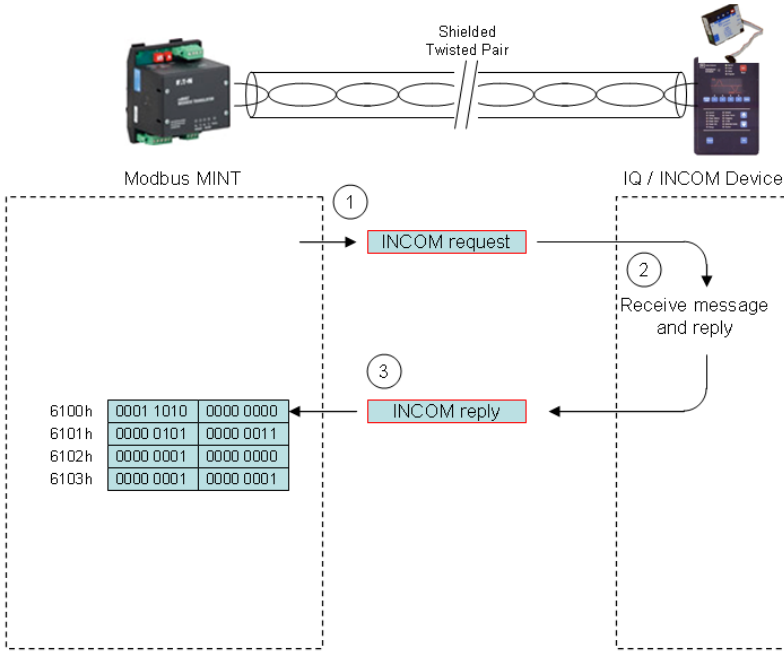 Shielded
Twisted Pair
EATON
Modbus MINT
IQ / INCOM Device
1
INCOM request
2
Receive message
and reply
3
6100h 0001 1010 0000 0000
INCOM reply
6101h 0000 0101 0000 0011
6102h 0000 0001 0000 0000
6103h 0000 0001 0000 0001